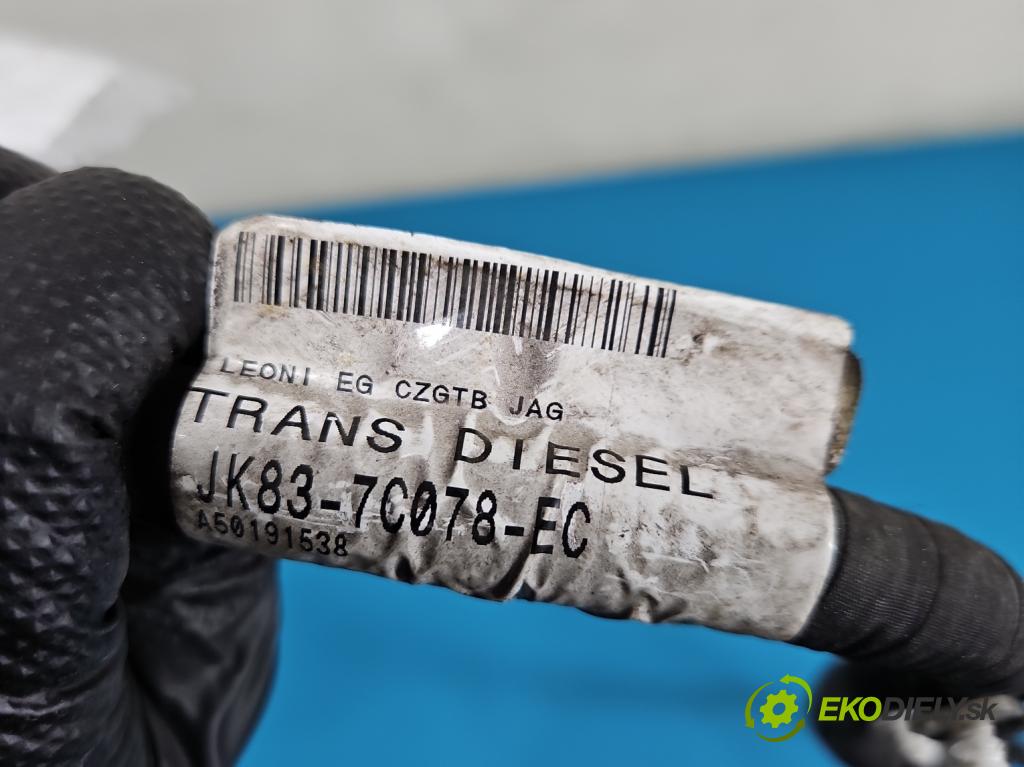 LEONI EG CZGTB JAG
TRANS DIESEL
JK83-7C078-EC
A50191538
EKODIELY.sk